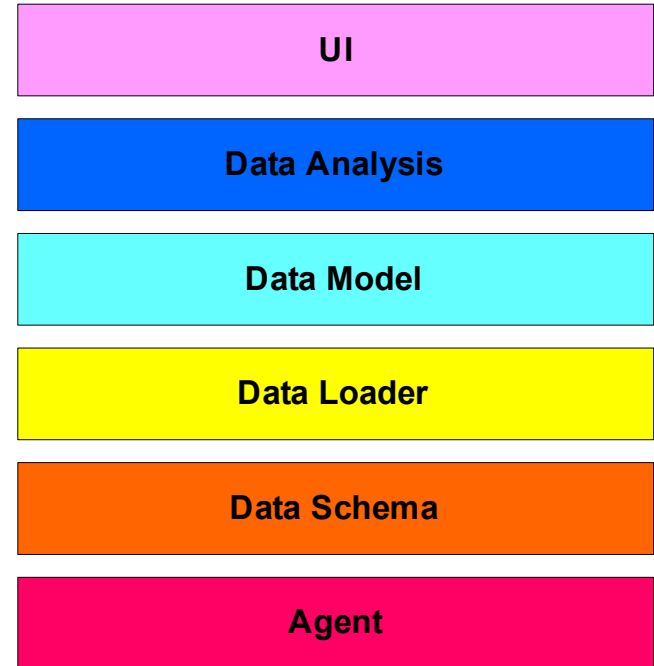 UI
Data Analysis
Data Model
Data Loader
Data Schema
Agent